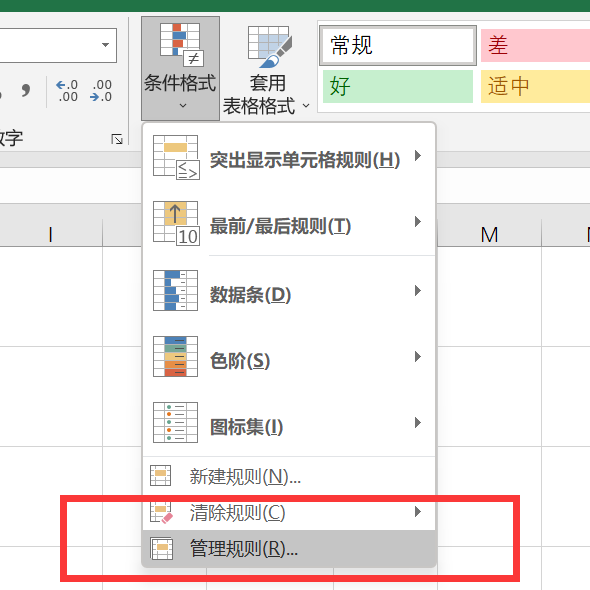 常规
差
条件格式
套用
表格格式
好
适中
.0
.00
.00
.0
字
≠
突出显示单元格规则(H)
最前/最后规则(T)
10
I
M
数据条(D)
色阶(S)
图标集(I)
新建规则(N)...
清除规则(C)
管理规则(R)...